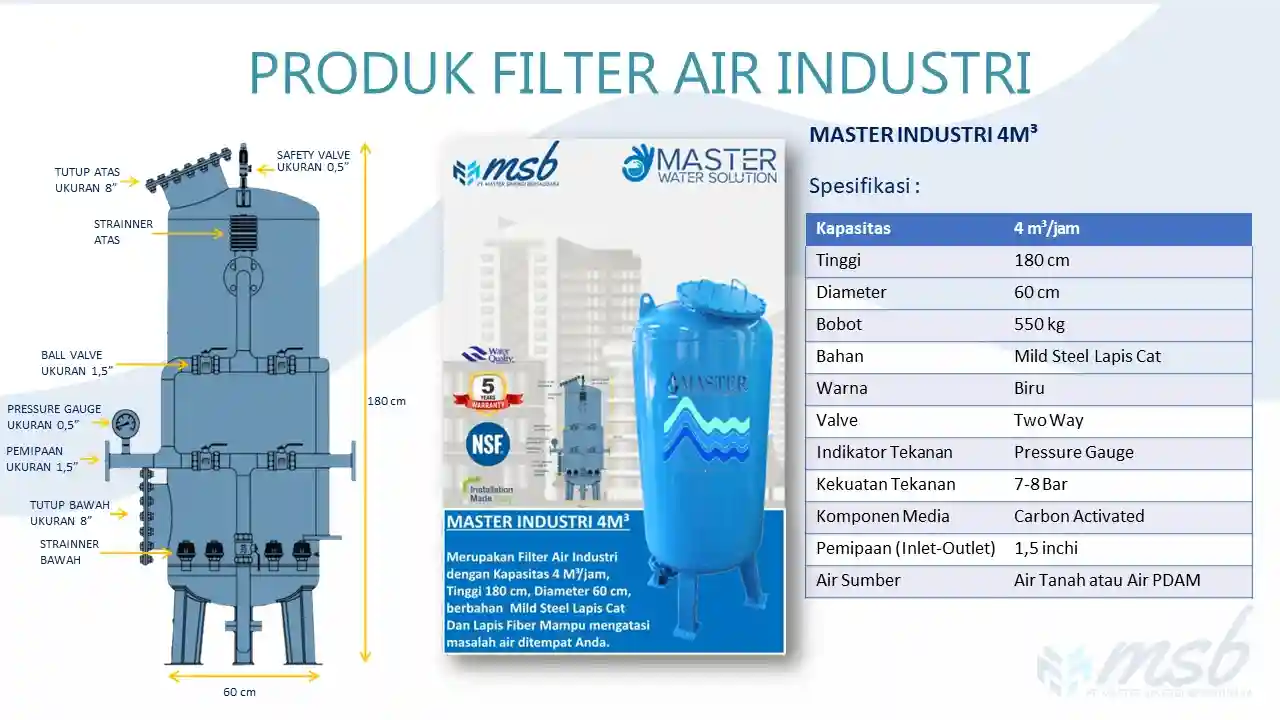 PRODUK FILTER AIR INDUSTRI
TUTUP ATAS
UKURAN 8”
SAFETY VALVE
UKURAN 0,5”
STRAINNER
ATAS
BALL VALVE
UKURAN 1,5”
PRESSURE GAUGE
UKURAN 0,5”
PEMIPAAN
UKURAN 1,5”
TUTUP BAWAH
UKURAN 8”
STRAINNER
BAWAH
180 cm
60 cm
msb
MASTER
WATER SOLUTION
Water
Quality
5
YEARS
WARRANTY
NSF
Installation
Made
MASTER
MASTER INDUSTRI 4M³
Merupakan Filter Air Industri
dengan Kapasitas 4 M³/jam,
Tinggi 180 cm, Diameter 60 cm,
berbahan Mild Steel Lapis Cat
Dan Lapis Fiber Mampu mengatasi
masalah air ditempat Anda.
MASTER INDUSTRI 4M³
Spesifikasi :
Kapasitas 4 m³/jam
Tinggi 180 cm
Diameter 60 cm
Bobot 550 kg
Bahan Mild Steel Lapis Cat
Warna Biru
Valve Two Way
Indikator Tekanan Pressure Gauge
Kekuatan Tekanan 7-8 Bar
Komponen Media Carbon Activated
Pemipaan (Inlet-Outlet) 1,5 inchi
Air Sumber Air Tanah atau Air PDAM
msb